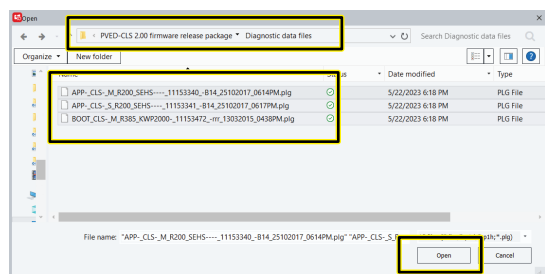 Open
PVED-CLS 2.00 firmware release package Diagnostic data files
Search Diagnostic data files
Organize New folder
Name Status Date modified Type
APP-_CLS-_M_R200_SEHS----_11153340_-B14_25102017_0614PM.plg 5/22/2023 6:18 PM PLG File
APP-_CLS-_S_R200_SEHS----_11153341_-B14_25102017_0617PM.plg 5/22/2023 6:18 PM PLG File
BOOT_CLS-_M_R385_KWP2000-_11153472_-rrr_13032015_0438PM.plg 5/22/2023 6:18 PM PLG File
File name: "APP-_CLS-_M_R200_SEHS----_11153340_-B14_25102017_0614PM.plg" "APP-_CLS-_S_R *.plg)
Open Cancel